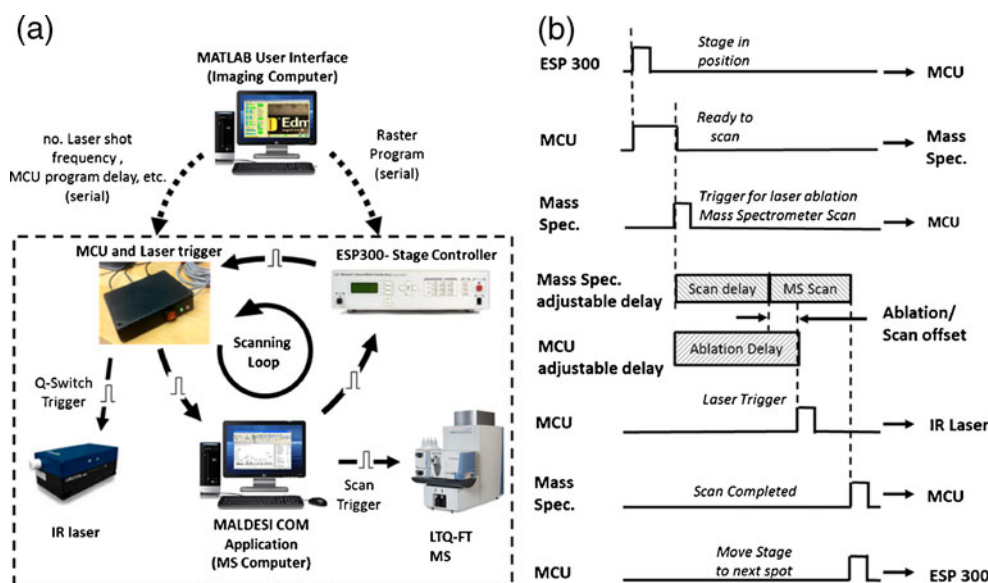 (a)
MATLAB User Interface
(Imaging Computer)
Edm
no. Laser shot
frequency ,
MCU program delay, etc.
(serial)
Raster
Program
(serial)
MCU and Laser trigger
ESP300- Stage Controller
Scanning
Loop
Q-Switch
Trigger
IR laser
Scan
Trigger
MALDESI COM
Application
(MS Computer)
LTQ-FT
MS
(b)
ESP 300
Stage in
position
MCU
MCU
Ready to
scan
Mass
Spec.
Mass
Spec.
Trigger for laser ablation
Mass Spectrometer Scan
MCU
Mass Spec.
adjustable delay
Scan delay
MS Scan
Ablation/
Scan offset
MCU
adjustable delay
Ablation Delay
MCU
Laser Trigger
IR Laser
Mass
Spec.
Scan Completed
MCU
MCU
Move Stage
to next spot
ESP 300